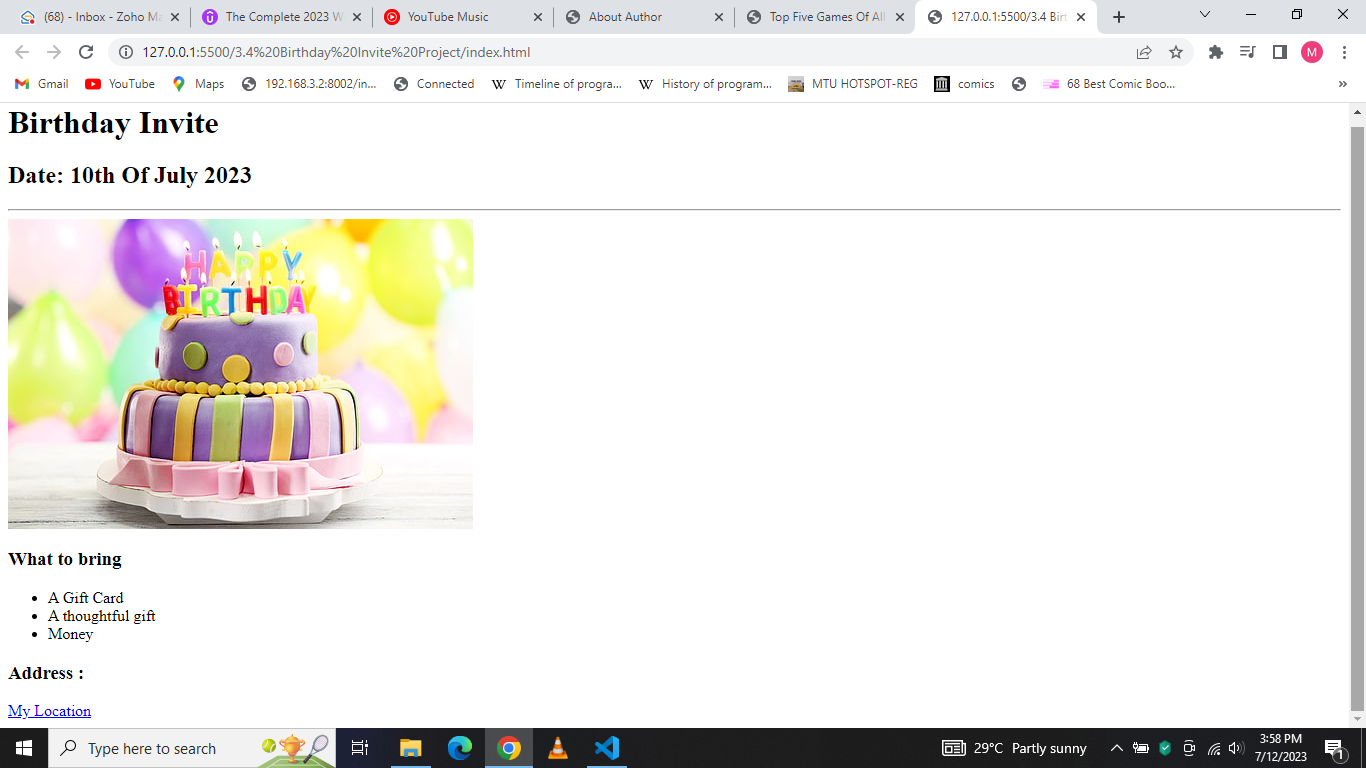 (68) - Inbox - Zoho Ma
The Complete 2023 W
YouTube Music
About Author
Top Five Games Of All
127.0.0.1:5500/3.4 Birt
127.0.0.1:5500/3.4%20Birthday%20Invite%20Project/index.html
M
Gmail
YouTube
Maps
192.168.3.2:8002/in...
Connected
Timeline of progra...
History of program...
MTU HOTSPOT-REG
comics
68 Best Comic Boo...
Birthday Invite
Date: 10th Of July 2023
HAPPY
BIRTHDAY
What to bring
A Gift Card
A thoughtful gift
Money
Address :
My Location
Type here to search
29°C Partly sunny
3:58 PM
7/12/2023
1